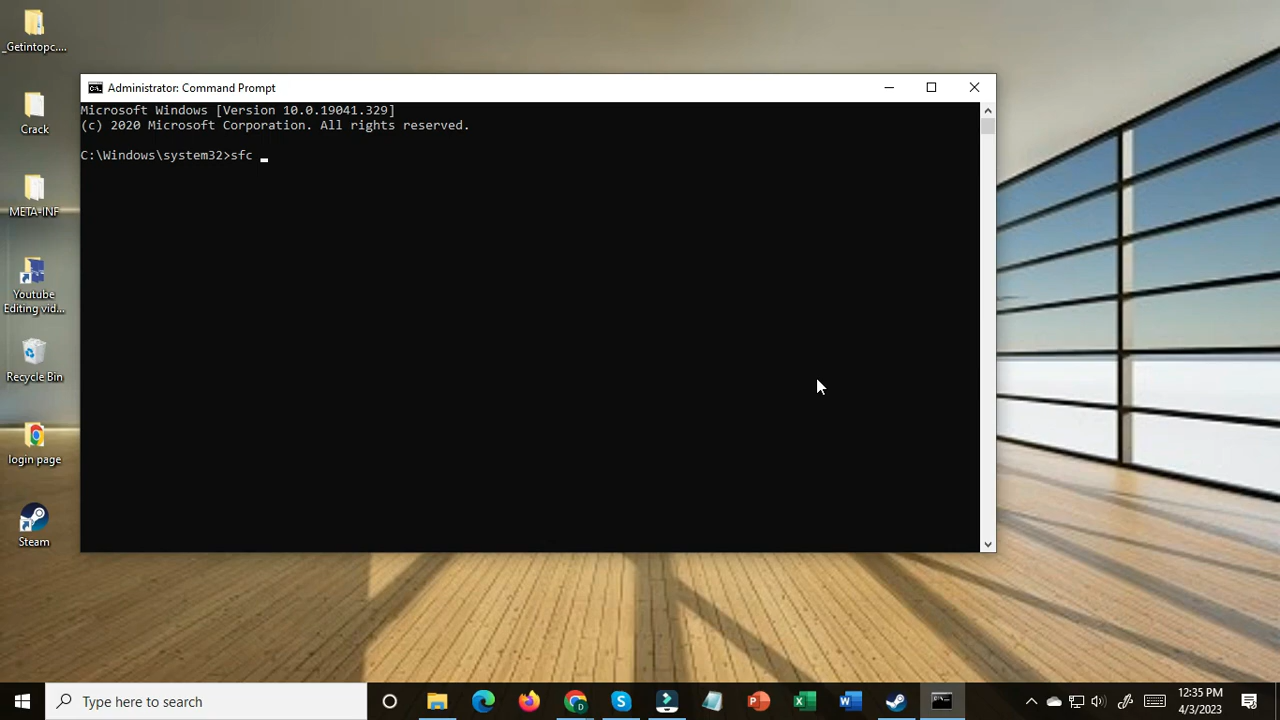 _Getintopc....
Crack
META-INF
Youtube
Editing vid...
Recycle Bin
login page
Steam
Administrator: Command Prompt
Microsoft Windows [Version 10.0.19041.329]
(c) 2020 Microsoft Corporation. All rights reserved.
C:\Windows\system32>sfc _
Type here to search
12:35 PM
4/3/2023